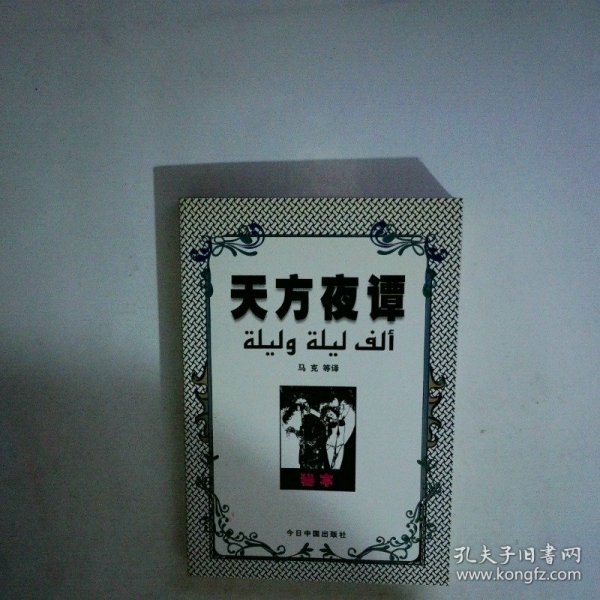 天方夜谭
ألف ليلة وليلة
马克 等译
今日中国出版社
孔夫子旧书网
www.kongfz.com